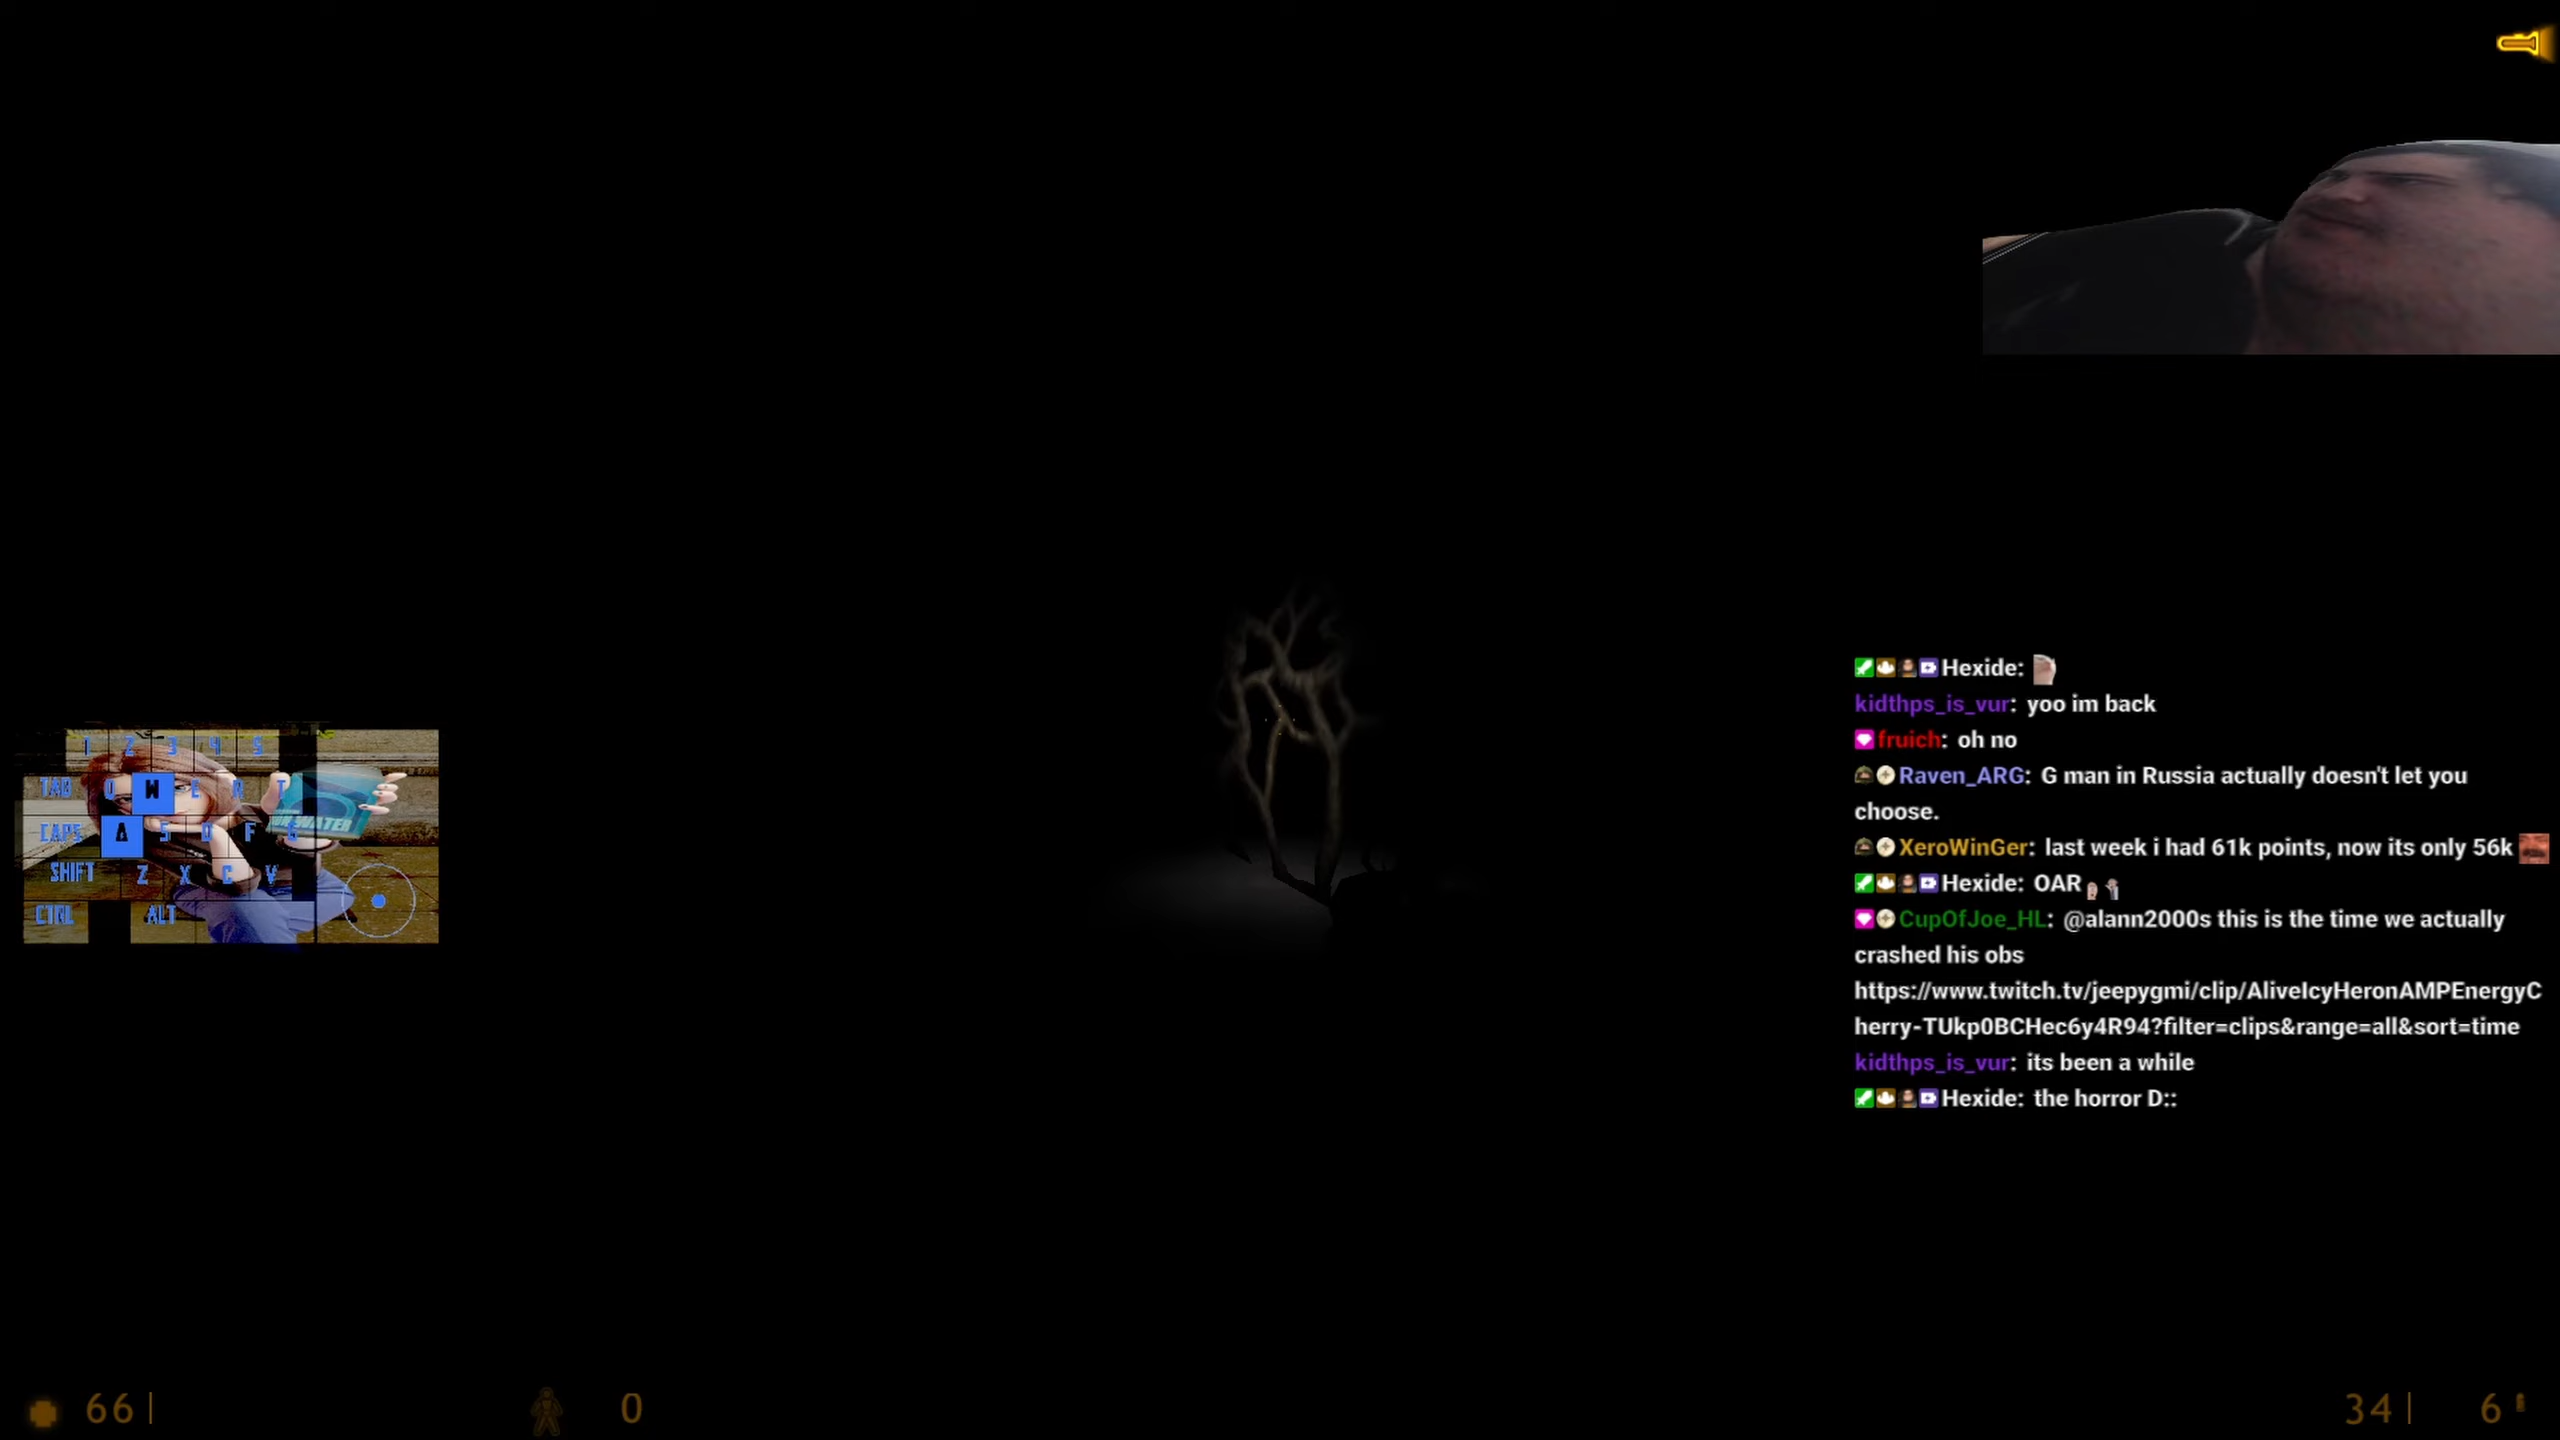 Hexide:
kidthps_is_vur: yoo im back
fruich: oh no
Raven_ARG: G man in Russia actually doesn't let you
choose.
XeroWinGer: last week i had 61k points, now its only 56k
Hexide: OAR
CupOfJoe_HL: @alann2000s this is the time we actually
crashed his obs
https://www.twitch.tv/jeepygmi/clip/AliveIcyHeronAMPEnergyC
herry-TUkp0BCHec6y4R94?filter=clips&range=all&sort=time
kidthps_is_vur: its been a while
Hexide: the horror D::
1 2 3 4 5
TAB Q W E R T
CAPS A S D F G
SHIFT Z X C V
CTRL ALT
WATER
66| 0 34| 6